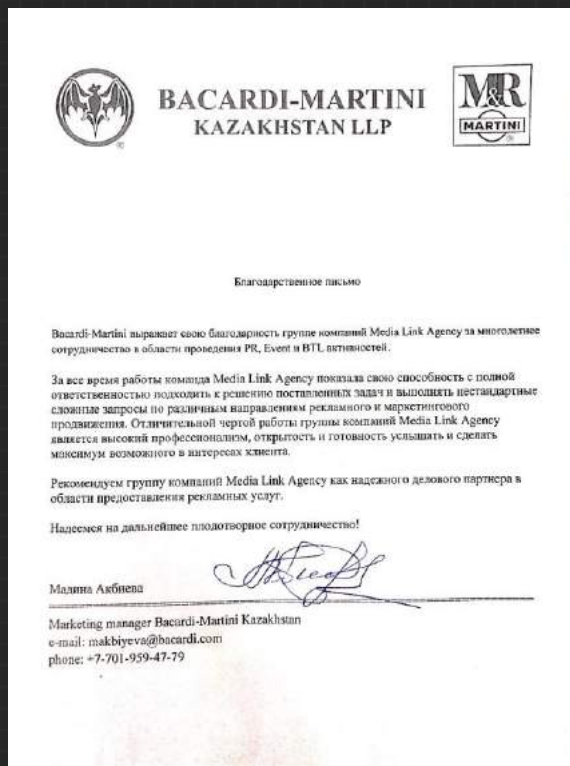 BACARDI-MARTINI
KAZAKHSTAN LLP
M&R
MARTINI
®
®
Благодарственное письмо
Bacardi-Martini выражает свою благодарность группе компаний Media Link Agency за многолетнее
сотрудничество в области проведения PR, Event и BTL активностей.
За все время работы команда Media Link Agency показала свою способность с полной
ответственностью подходить к решению поставленных задач и выполнять нестандартные
сложные запросы по различным направлениям рекламного и маркетингового
продвижения. Отличительной чертой работы группы компаний Media Link Agency
является высокий профессионализм, открытость и готовность услышать и сделать
максимум возможного в интересах клиента.
Рекомендуем группу компаний Media Link Agency как надежного делового партнера в
области предоставления рекламных услуг.
Надеемся на дальнейшее плодотворное сотрудничество!
Мадина Акбиева
Marketing manager Bacardi-Martini Kazakhstan
e-mail: makbiyeva@bacardi.com
phone: +7-701-959-47-79